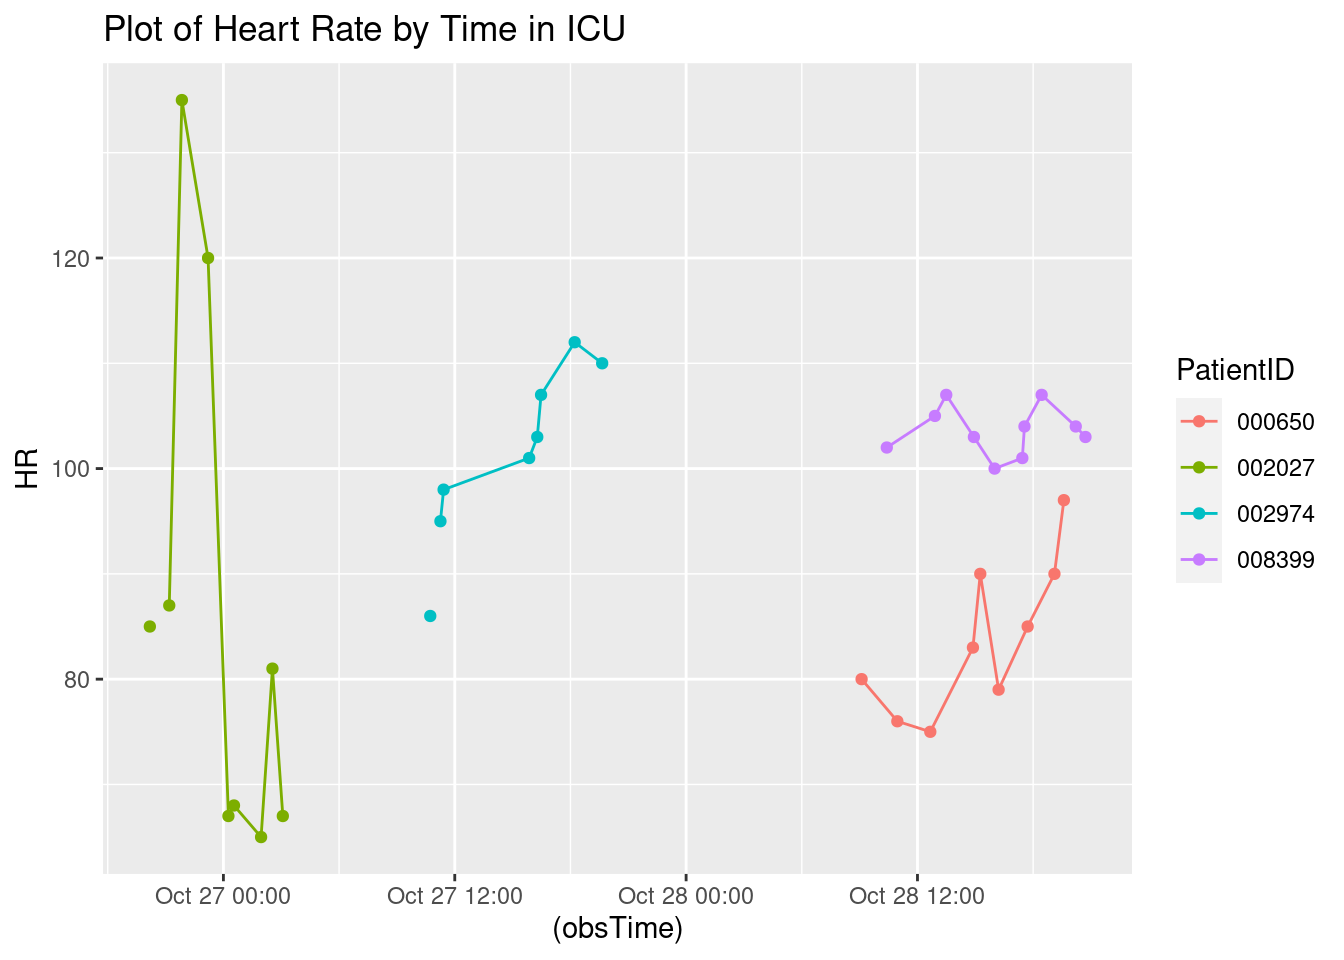 Plot of Heart Rate by Time in ICU
HR
120
100
80
Oct 27 00:00 Oct 27 12:00 Oct 28 00:00 Oct 28 12:00
(obsTime)
PatientID
000650
002027
002974
008399